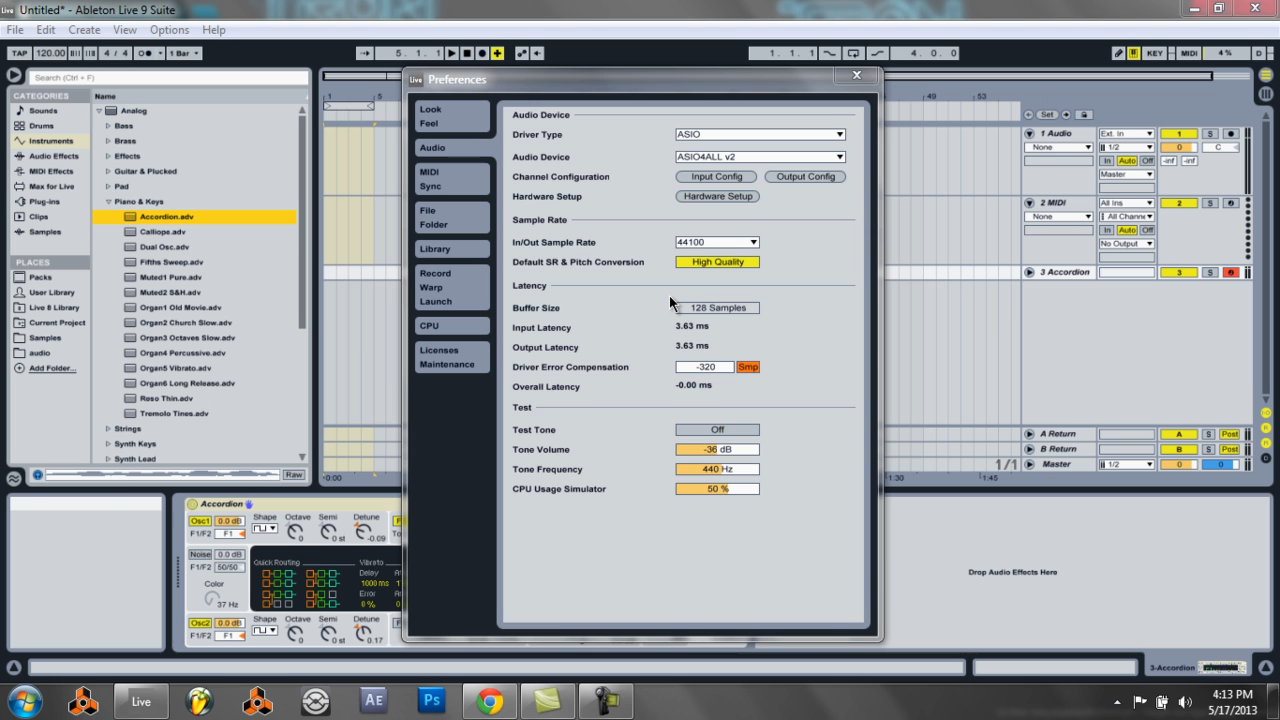 Untitled* - Ableton Live 9 Suite
File Edit Create View Options Help
TAP 120.00 4 / 4 1 Bar 5. 1. 1 1. 1. 1 4. 0. 0 KEY MIDI 4 % D
Search (Ctrl + F)
CATEGORIES
Sounds
Drums
Instruments
Audio Effects
MIDI Effects
Max for Live
Plug-ins
Clips
Samples
PLACES
Packs
User Library
Live 8 Library
Current Project
Samples
audio
Add Folder...
Name
Analog
Bass
Brass
Effects
Guitar & Plucked
Pad
Piano & Keys
Accordion.adv
Calliope.adv
Dual Osc.adv
Fifths Sweep.adv
Muted1 Pure.adv
Muted2 S&H.adv
Organ1 Old Movie.adv
Organ2 Church Slow.adv
Organ3 Octaves Slow.adv
Organ4 Percussive.adv
Organ5 Vibrato.adv
Organ6 Long Release.adv
Reso Thin.adv
Tremolo Tines.adv
Strings
Synth Keys
Synth Lead
Raw
1 5 49 53
0:00 1:30 1:45
1/1
Live Preferences
Look
Feel
Audio
MIDI
Sync
File
Folder
Library
Record
Warp
Launch
CPU
Licenses
Maintenance
Audio Device
Driver Type ASIO
Audio Device ASIO4ALL v2
Channel Configuration Input Config Output Config
Hardware Setup Hardware Setup
Sample Rate
In/Out Sample Rate 44100
Default SR & Pitch Conversion High Quality
Latency
Buffer Size 128 Samples
Input Latency 3.63 ms
Output Latency 3.63 ms
Driver Error Compensation -320 Smp
Overall Latency -0.00 ms
Test
Test Tone Off
Tone Volume -36 dB
Tone Frequency 440 Hz
CPU Usage Simulator 50 %
Set
1 Audio Ext. In 1 S
None 1/2 0 C
In Auto Off -inf -inf
Master
2 MIDI All Ins 2 S
None All Channe
In Auto Off
No Output
3 Accordion 3 S
A Return A S Post
B Return B S Post
Master 1/2 0 0
Accordion
Osc1 0.0 dB Shape Octave Semi Detune
F1/F2 F1 0 0 st -0.09
Noise 0.0 dB Quick Routing Vibrato
F1/F2 50/50 Delay
Color 1000 ms
37 Hz Error
0 %
Osc2 0.0 dB Shape Octave Semi Detune
F1/F2 F1 0 0 st 0.17
Drop Audio Effects Here
3-Accordion
Live Ae Ps
4:13 PM
5/17/2013